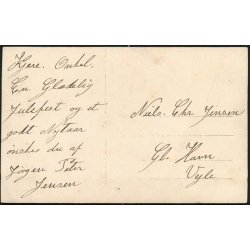 Kære. Onkel.
En Glædelig
Julefest og et
godt Nytaar
ønskes du af
Jørgen Peter
Jensen
Niels-Chr. Jensen
Gl. Havn
Vejle